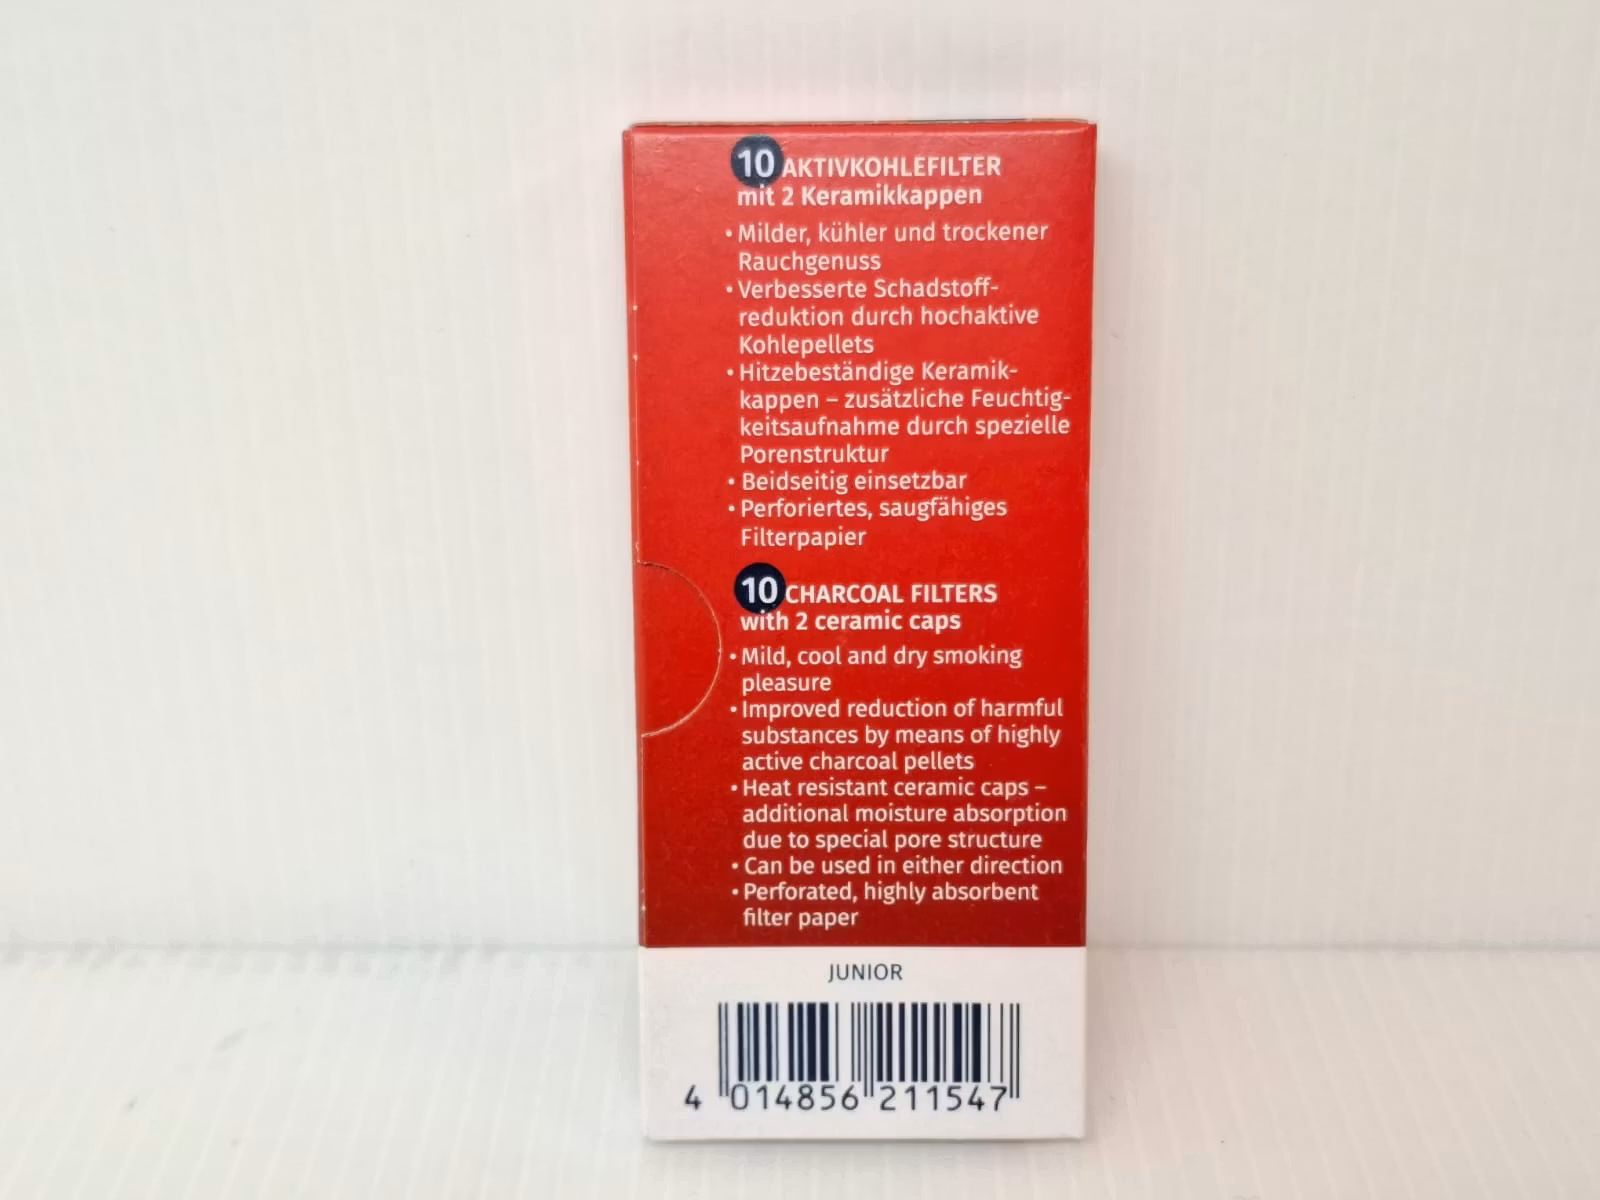 10 AKTIVKOHLEFILTER
mit 2 Keramikkappen
• Milder, kühler und trockener
Rauchgenuss
• Verbesserte Schadstoff-
reduktion durch hochaktive
Kohlepellets
• Hitzebeständige Keramik-
kappen – zusätzliche Feuchtig-
keitsaufnahme durch spezielle
Porenstruktur
• Beidseitig einsetzbar
• Perforiertes, saugfähiges
Filterpapier
10 CHARCOAL FILTERS
with 2 ceramic caps
• Mild, cool and dry smoking
pleasure
• Improved reduction of harmful
substances by means of highly
active charcoal pellets
• Heat resistant ceramic caps –
additional moisture absorption
due to special pore structure
• Can be used in either direction
• Perforated, highly absorbent
filter paper
JUNIOR
4 014856 211547